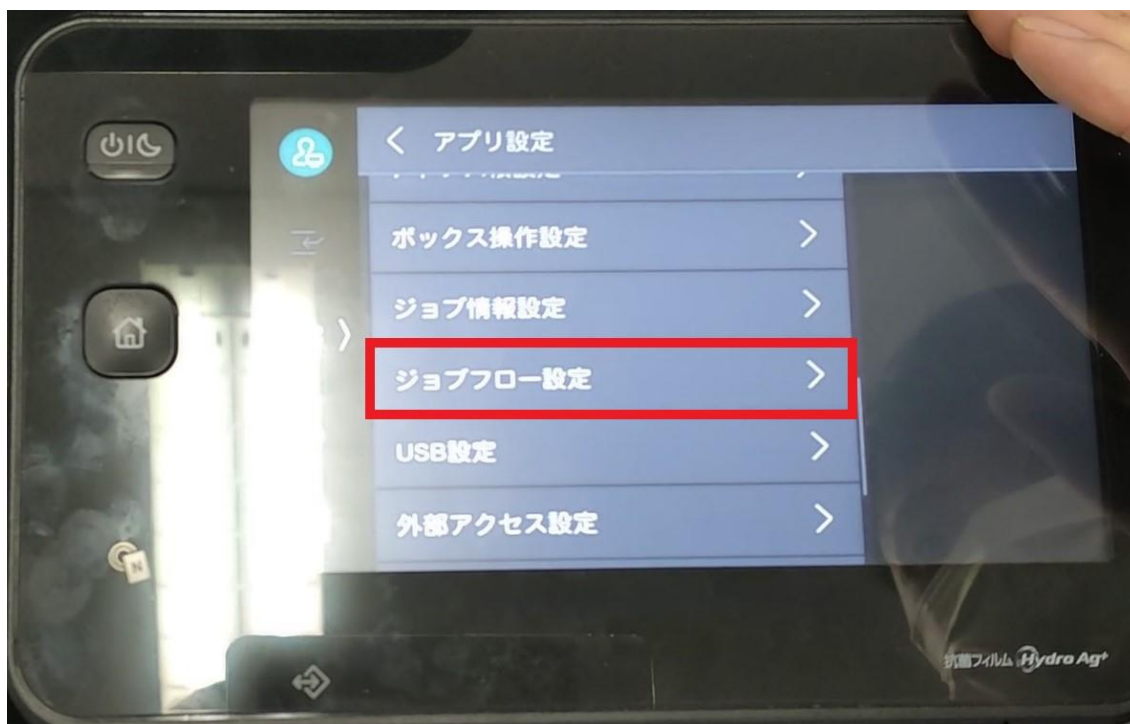 アプリ設定
ボックス操作設定
ジョブ情報設定
ジョブフロー設定
USB設定
外部アクセス設定
N
抗菌フィルム Hydro Ag+